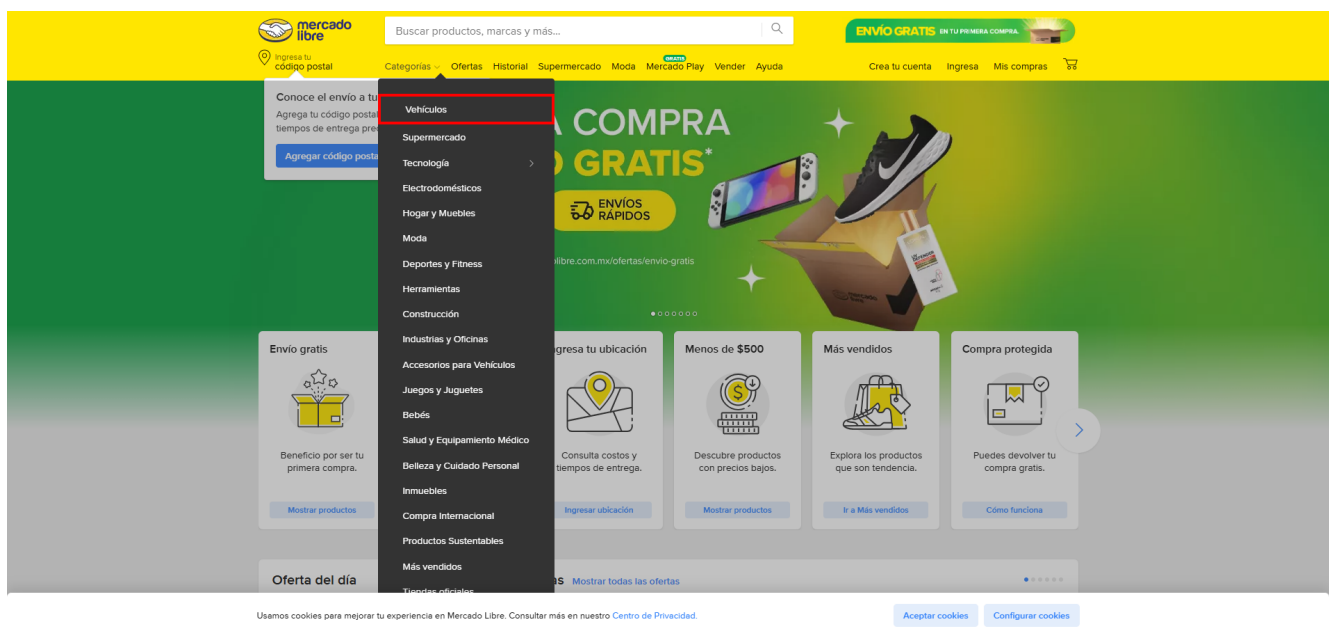 mercado
libre
Buscar productos, marcas y más...
ENVÍO GRATIS EN TU PRIMERA COMPRA.
Ingresa tu
código postal
GRATIS
Categorías Ofertas Historial Supermercado Moda Mercado Play Vender Ayuda
Crea tu cuenta Ingresa Mis compras
Conoce el envío a tu
Agrega tu código postal
tiempos de entrega
Agregar código
Vehículos
Supermercado
Tecnología
Electrodomésticos
Hogar y Muebles
Moda
Deportes y Fitness
Herramientas
Construcción
Industrias y Oficinas
Accesorios para Vehículos
Juegos y Juguetes
Bebés
Salud y Equipamiento Médico
Belleza y Cuidado Personal
Inmuebles
Compra Internacional
Productos Sustentables
Más vendidos
Tiendas oficiales
COMPRA
GRATIS*
ENVÍOS
RÁPIDOS
libre.com.mx/ofertas/envio-gratis
mercado
libre
Envío gratis
Beneficio por ser tu
primera compra.
Mostrar productos
ngresa tu ubicación
Consulta costos y
tiempos de entrega.
Ingresar ubicación
Menos de $500
Descubre productos
con precios bajos.
Mostrar productos
Más vendidos
Explora los productos
que son tendencia.
Ir a Más vendidos
Compra protegida
Puedes devolver tu
compra gratis.
Cómo funciona
Oferta del día
as Mostrar todas las ofertas
Usamos cookies para mejorar tu experiencia en Mercado Libre. Consultar más en nuestro Centro de Privacidad.
Aceptar cookies Configurar cookies